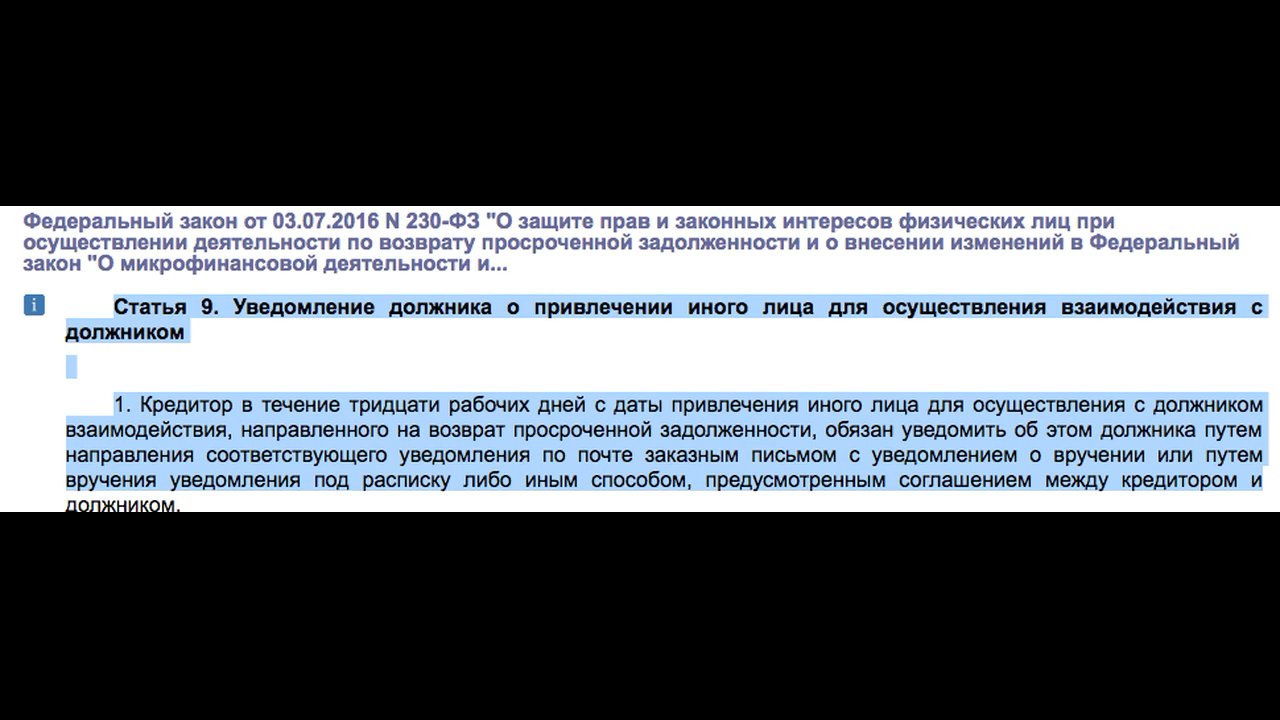 Федеральный закон от 03.07.2016 N 230-ФЗ "О защите прав и законных интересов физических лиц при
осуществлении деятельности по возврату просроченной задолженности и о внесении изменений в Федеральный
закон "О микрофинансовой деятельности и...
i
Статья 9. Уведомление должника о привлечении иного лица для осуществления взаимодействия с
должником
1. Кредитор в течение тридцати рабочих дней с даты привлечения иного лица для осуществления с должником
взаимодействия, направленного на возврат просроченной задолженности, обязан уведомить об этом должника путем
направления соответствующего уведомления по почте заказным письмом с уведомлением о вручении или путем
вручения уведомления под расписку либо иным способом, предусмотренным соглашением между кредитором и
должником.